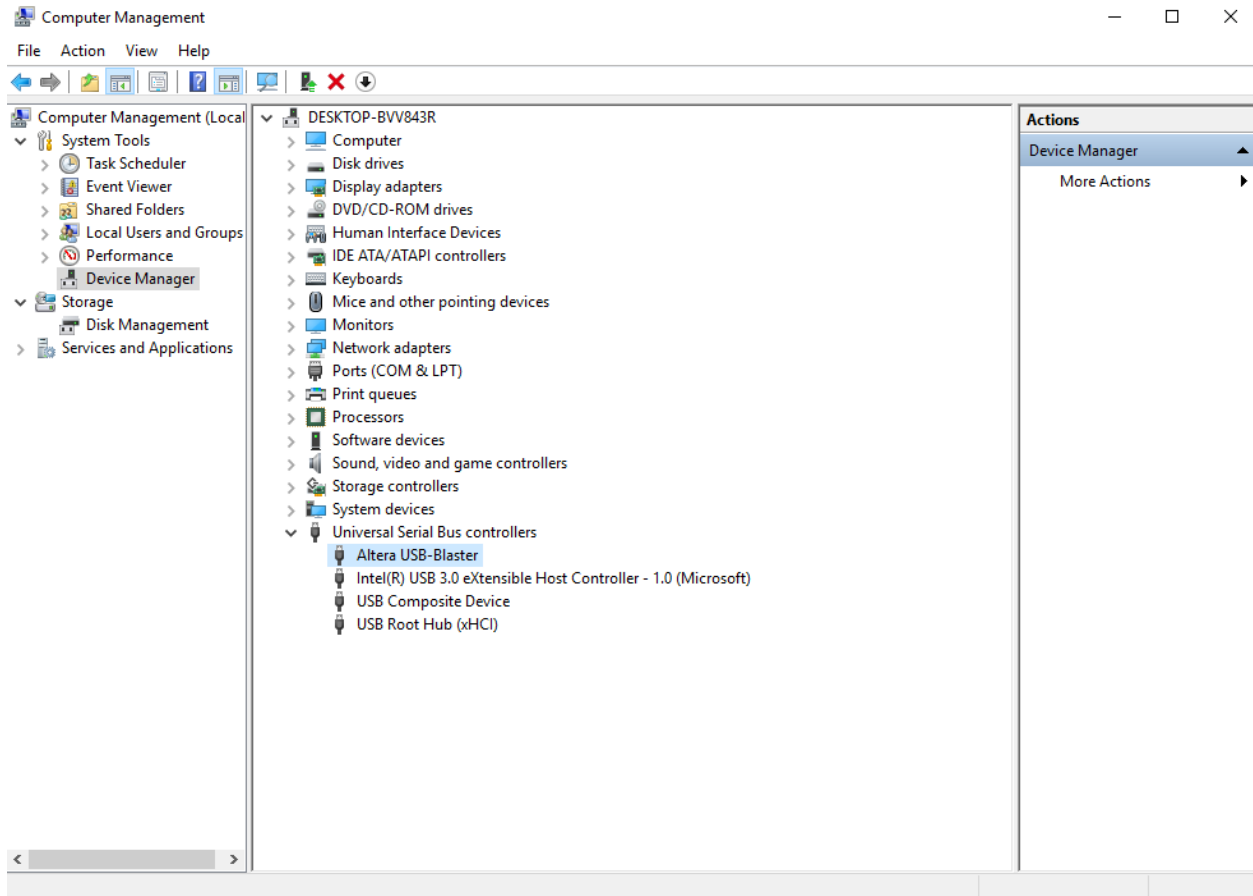 Computer Management
File Action View Help
Computer Management (Local
System Tools
Task Scheduler
Event Viewer
Shared Folders
Local Users and Groups
Performance
Device Manager
Storage
Disk Management
Services and Applications
DESKTOP-BVV843R
Computer
Disk drives
Display adapters
DVD/CD-ROM drives
Human Interface Devices
IDE ATA/ATAPI controllers
Keyboards
Mice and other pointing devices
Monitors
Network adapters
Ports (COM & LPT)
Print queues
Processors
Software devices
Sound, video and game controllers
Storage controllers
System devices
Universal Serial Bus controllers
Altera USB-Blaster
Intel(R) USB 3.0 eXtensible Host Controller - 1.0 (Microsoft)
USB Composite Device
USB Root Hub (xHCI)
Actions
Device Manager
More Actions